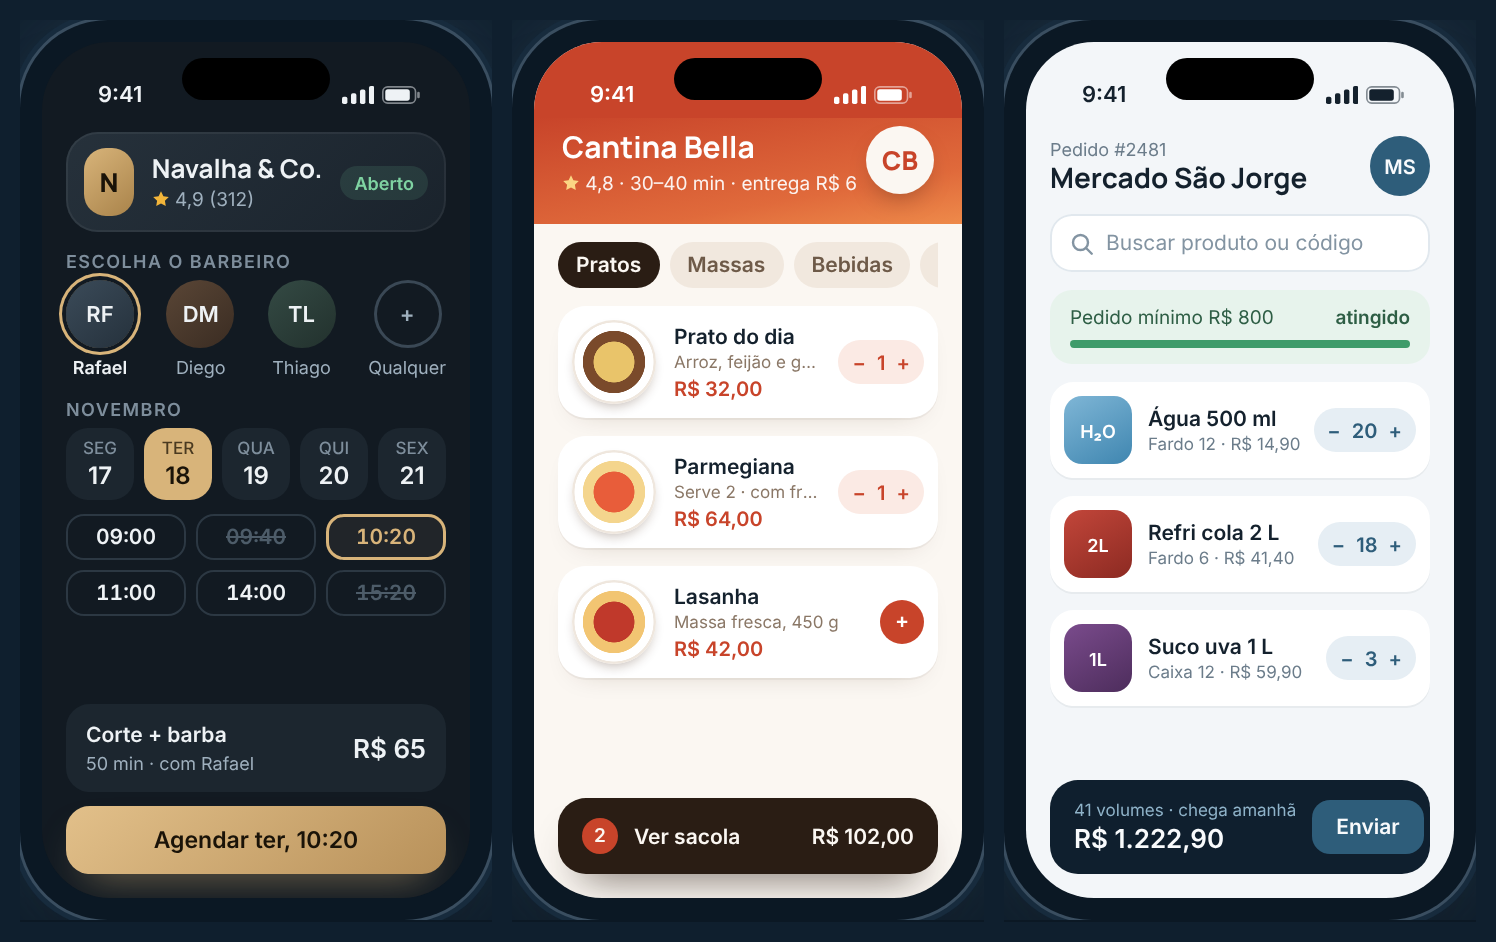 9:41
N
Navalha & Co.
★ 4,9 (312)
Aberto
ESCOLHA O BARBEIRO
RF DM TL +
Rafael Diego Thiago Qualquer
NOVEMBRO
SEG TER QUA QUI SEX
17 18 19 20 21
09:00 09:40 10:20
11:00 14:00 15:20
Corte + barba
50 min · com Rafael
R$ 65
Agendar ter, 10:20
9:41
Cantina Bella
★ 4,8 · 30–40 min · entrega R$ 6
CB
Pratos Massas Bebidas
Prato do dia
Arroz, feijão e g...
R$ 32,00
− 1 +
Parmegiana
Serve 2 · com fr...
R$ 64,00
− 1 +
Lasanha
Massa fresca, 450 g
R$ 42,00
+
2 Ver sacola R$ 102,00
9:41
Pedido #2481
Mercado São Jorge
MS
Buscar produto ou código
Pedido mínimo R$ 800 atingido
H₂O
Água 500 ml
Fardo 12 · R$ 14,90
− 20 +
2L
Refri cola 2 L
Fardo 6 · R$ 41,40
− 18 +
1L
Suco uva 1 L
Caixa 12 · R$ 59,90
− 3 +
41 volumes · chega amanhã
R$ 1.222,90
Enviar